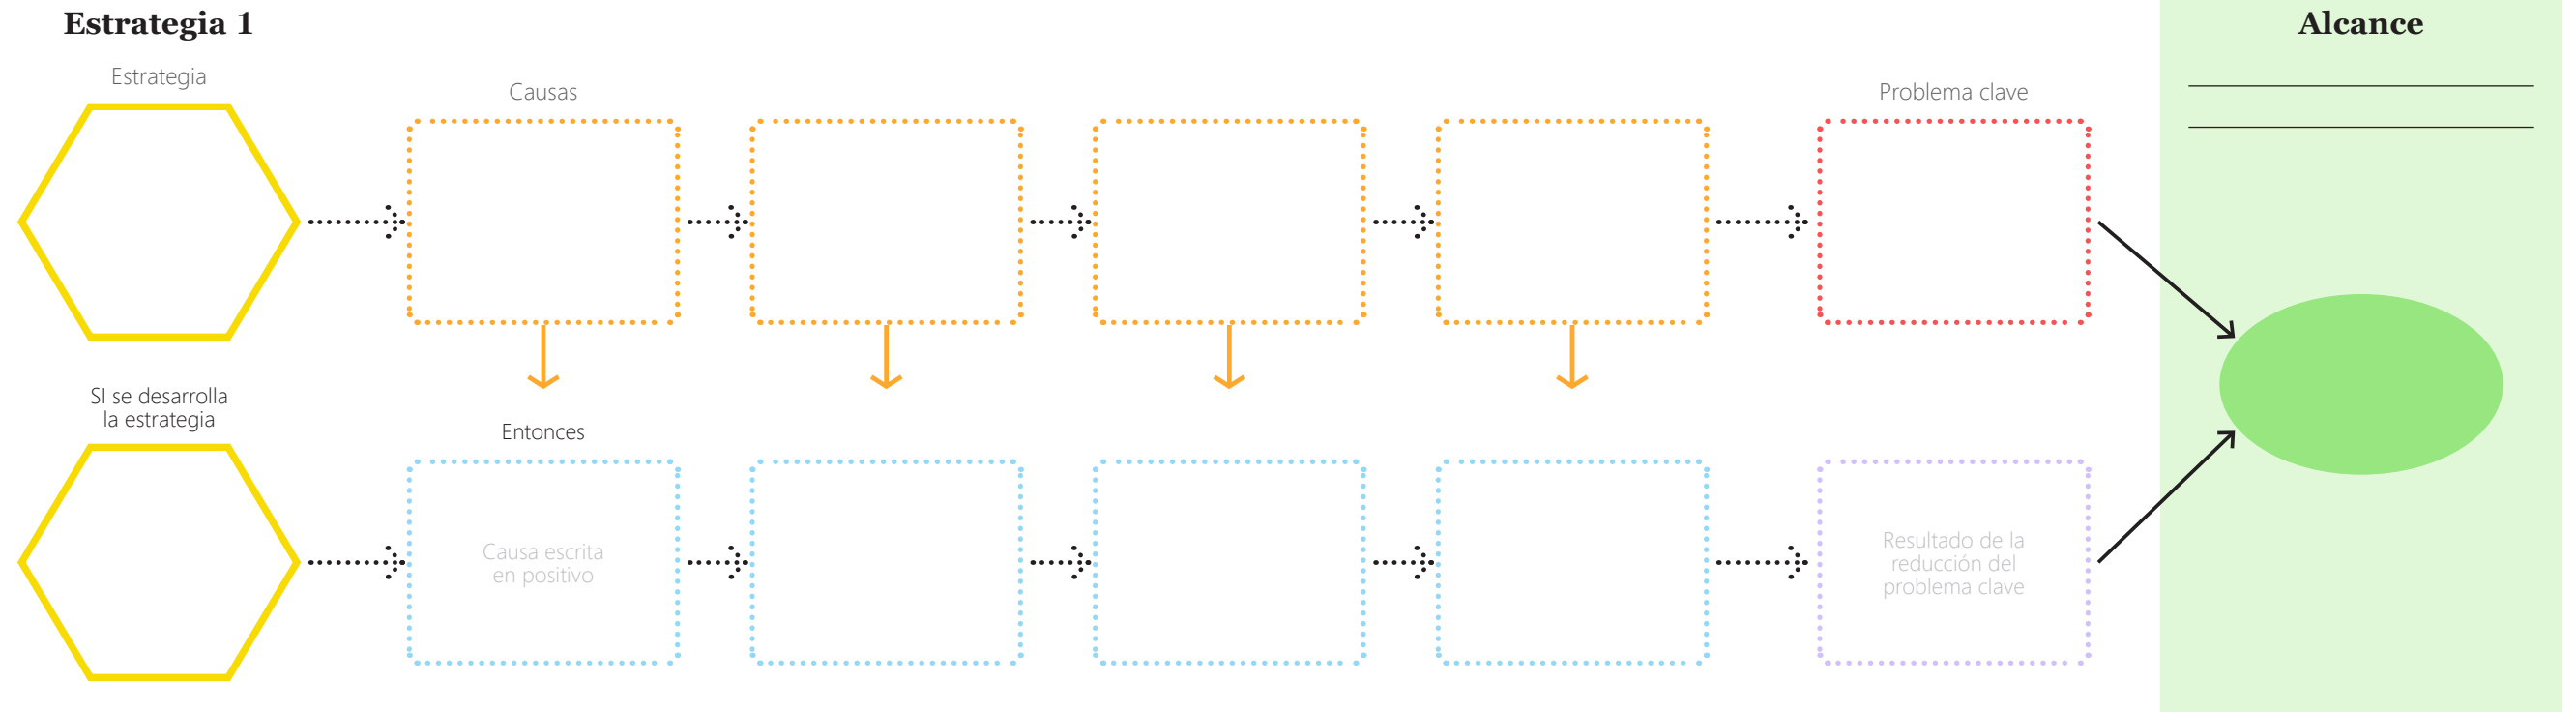 Estrategia 1
Alcance
Estrategia
Causas
Problema clave
SI se desarrolla
la estrategia
Entonces
Causa escrita
en positivo
Resultado de la
reducción del
problema clave